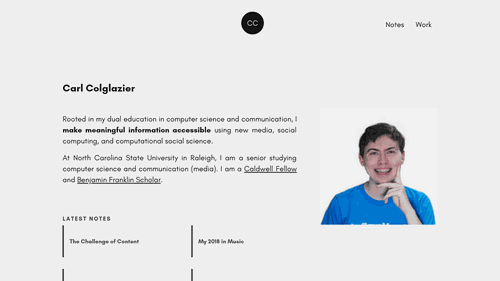 CC
Notes Work
Carl Colglazier
Rooted in my dual education in computer science and communication, I
make meaningful information accessible using new media, social
computing, and computational social science.
At North Carolina State University in Raleigh, I am a senior studying
computer science and communication (media). I am a Caldwell Fellow
and Benjamin Franklin Scholar.
LATEST NOTES
The Challenge of Content
My 2018 in Music